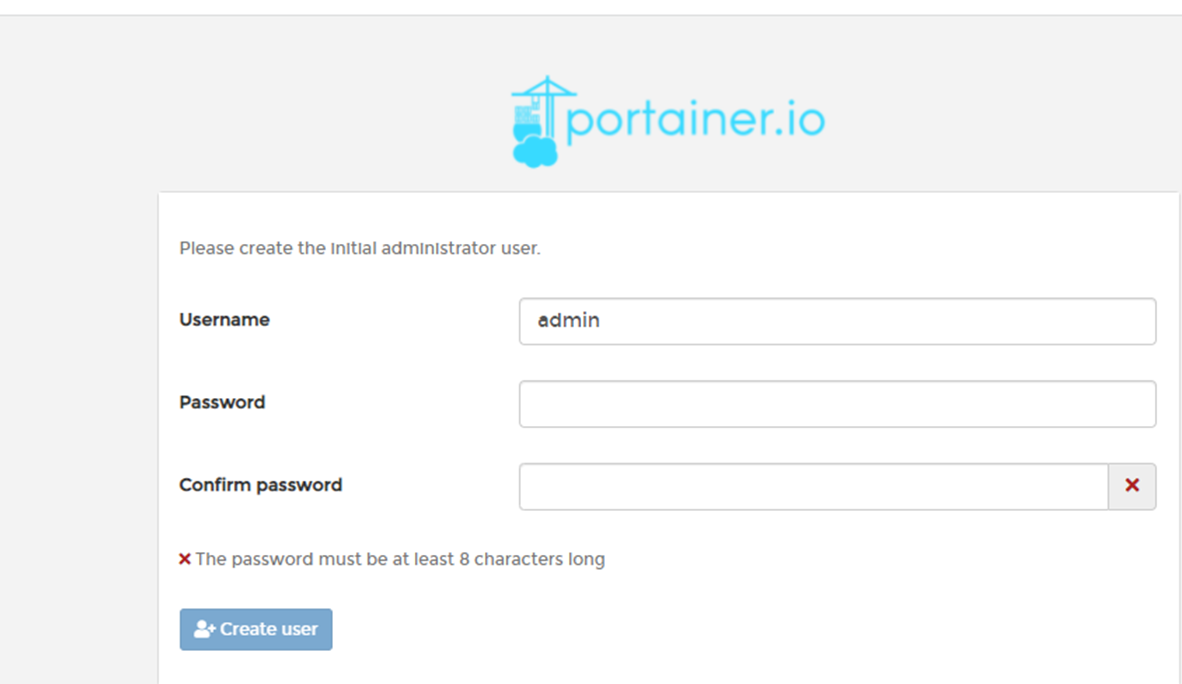 portainer.io
Please create the initial administrator user.
Username
admin
Password
Confirm password
The password must be at least 8 characters long
Create user